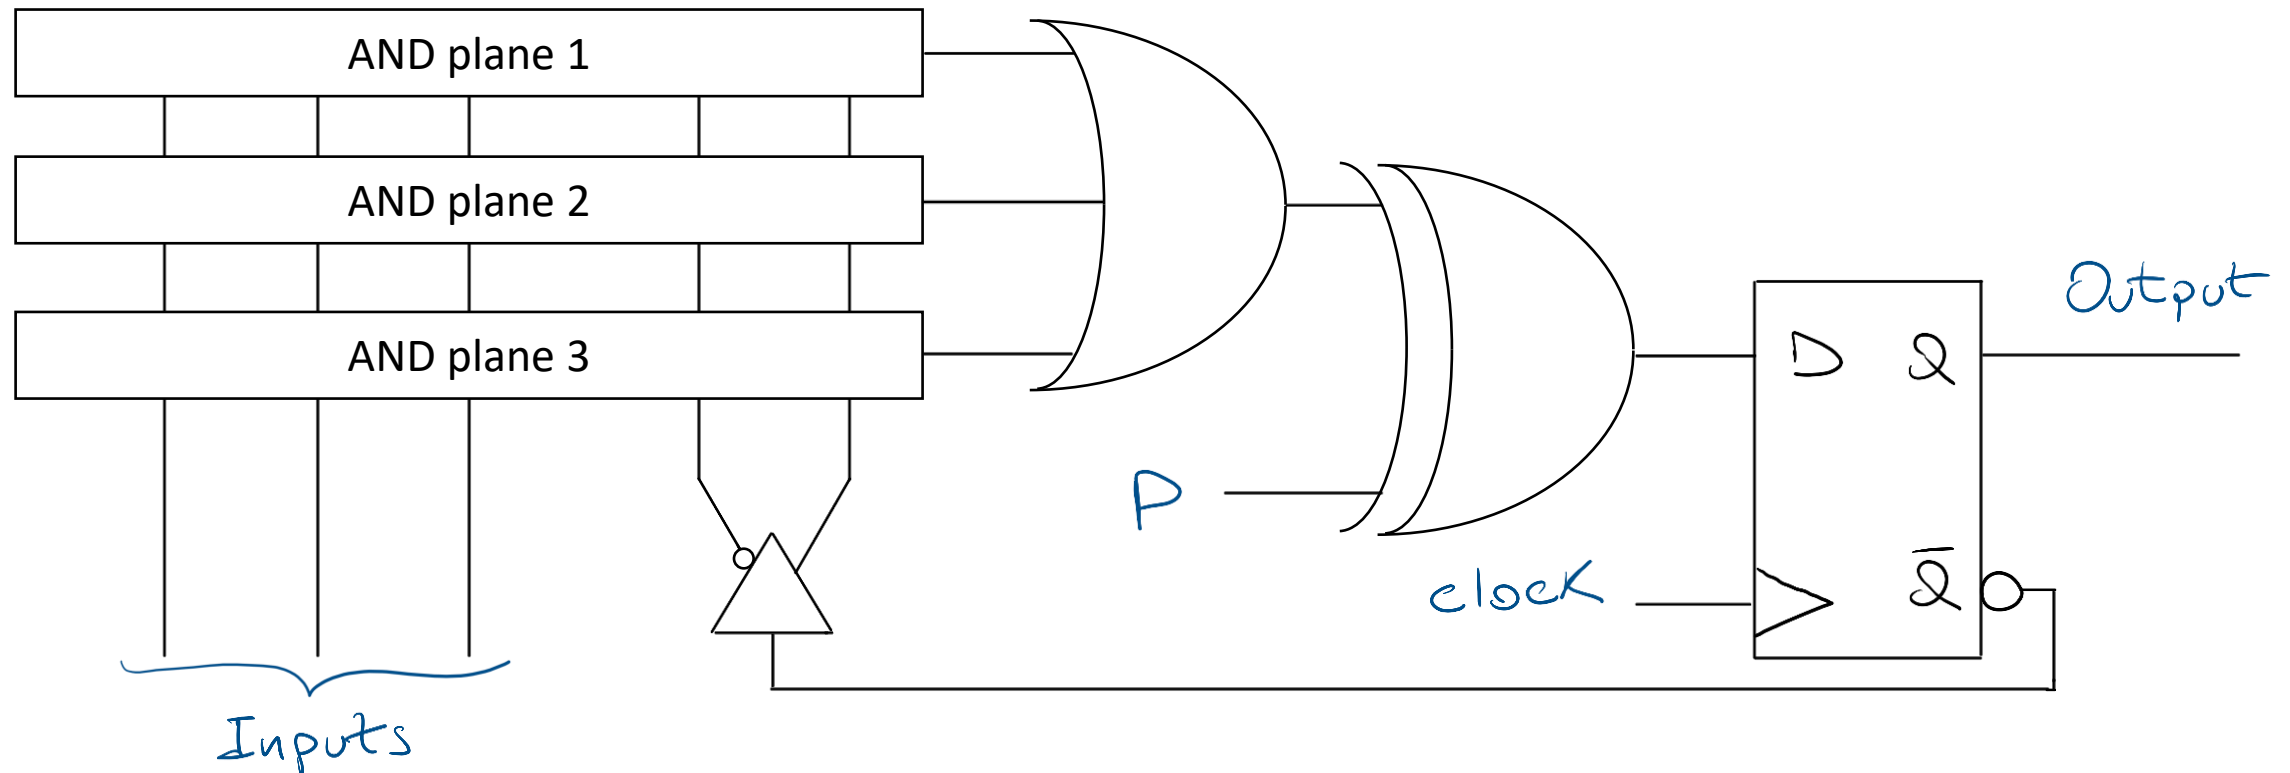 AND plane 1
AND plane 2
AND plane 3
Output
D Q
P
clock
Q̅
Inputs